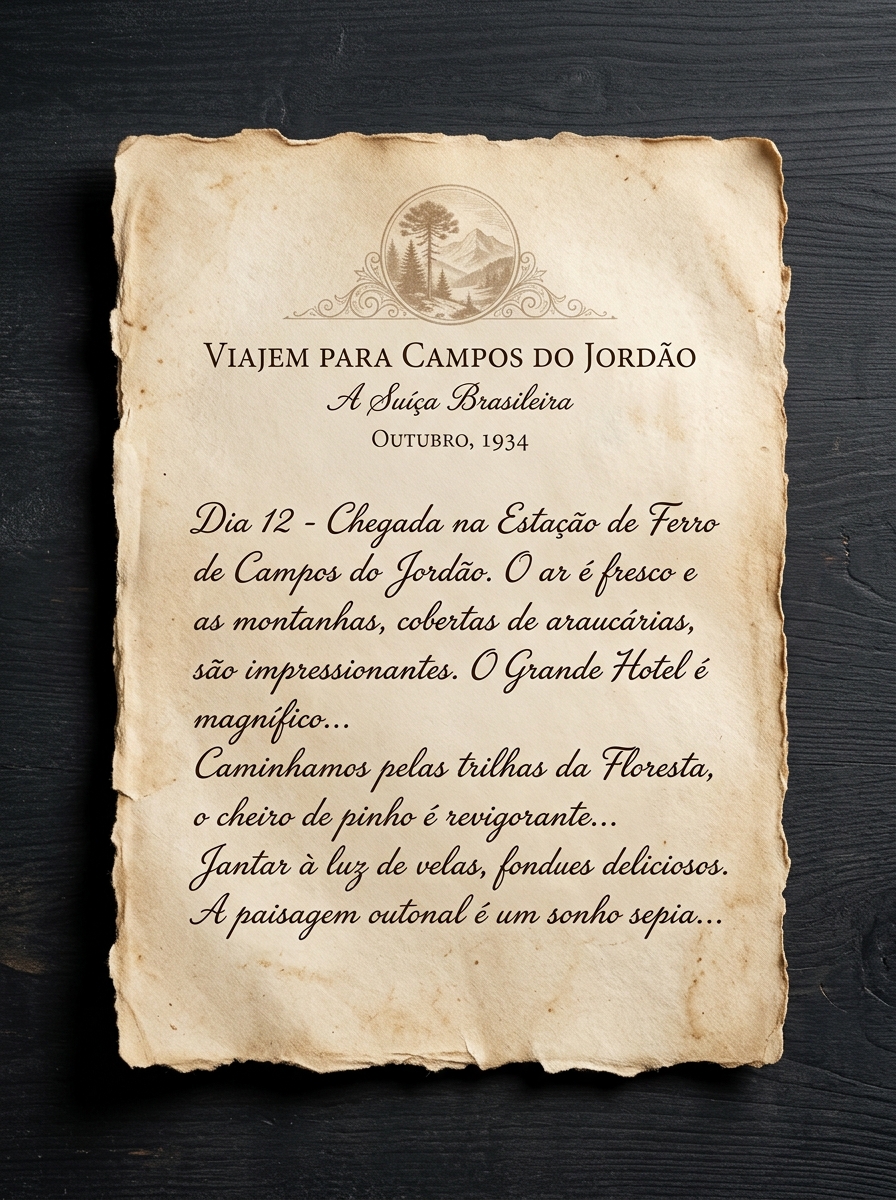 Viajem para Campos do Jordão
A Suíça Brasileira
Outubro, 1934
Dia 12 - Chegada na Estação de Ferro
de Campos do Jordão. O ar é fresco e
as montanhas, cobertas de araucárias,
são impressionantes. O Grande Hotel é
magnífico...
Caminhamos pelas trilhas da Floresta,
o cheiro de pinho é revigorante...
Jantar à luz de velas, fondues deliciosos.
A paisagem outonal é um sonho sepia...